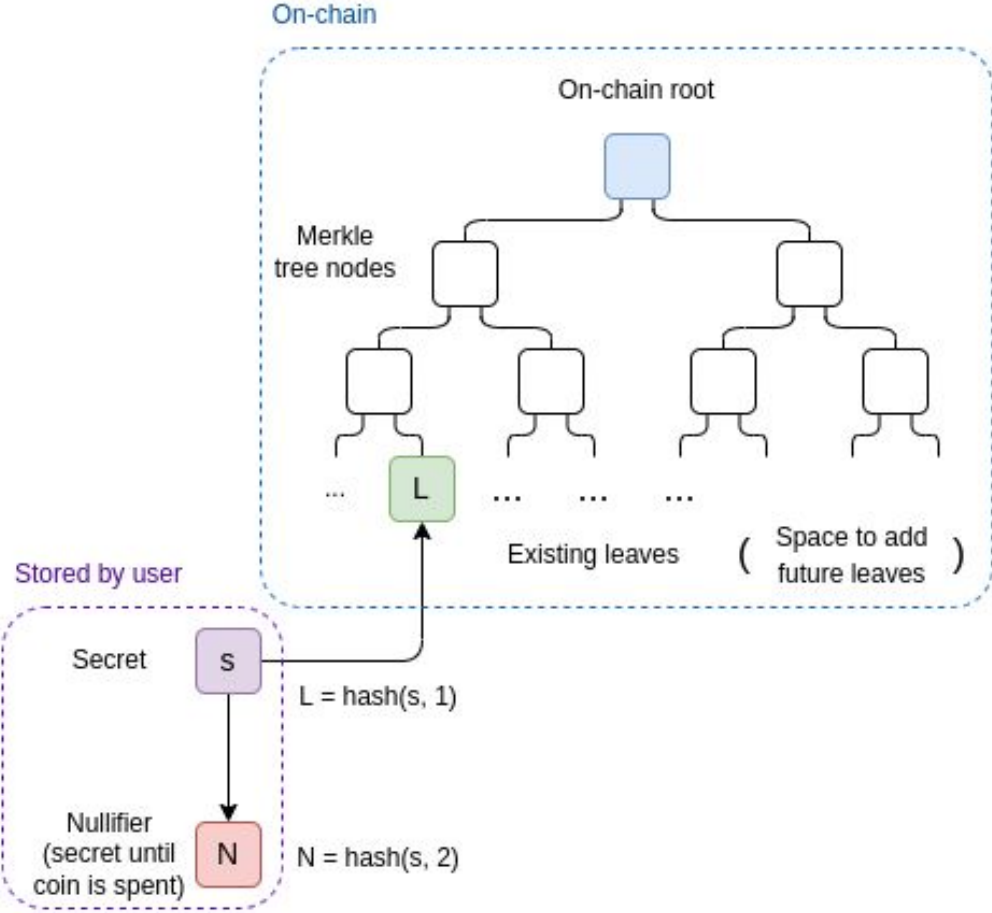 On-chain
On-chain root
Merkle
tree nodes
... L ... ... ...
Existing leaves
( Space to add
future leaves )
Stored by user
Secret s
L = hash(s, 1)
Nullifier
(secret until
coin is spent)
N
N = hash(s, 2)